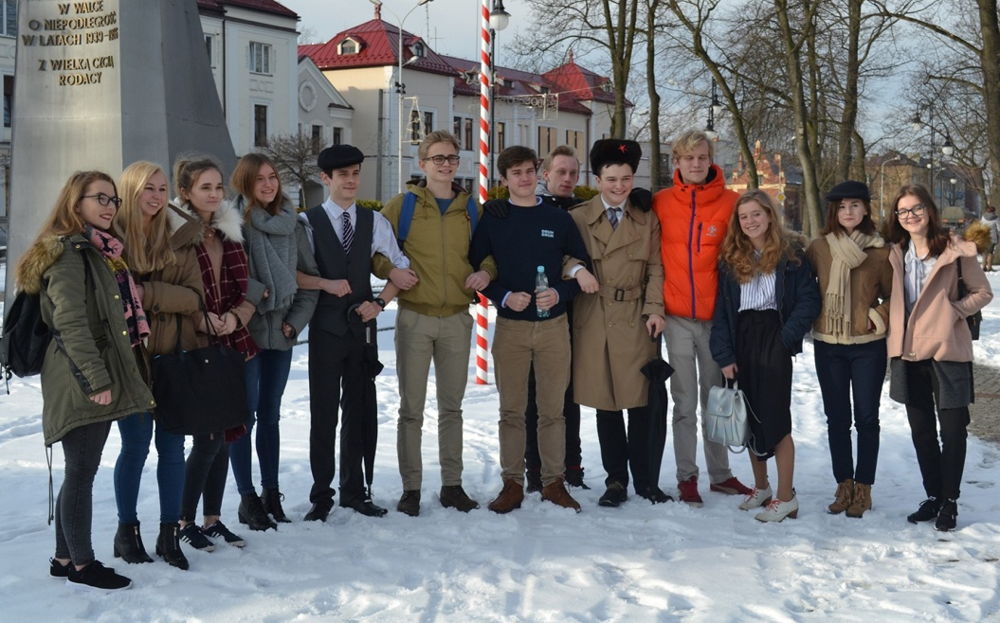 W WALCE
O NIEPODLEGŁOŚĆ
W LATACH 1939-1956
Z WIELKĄ CZCIĄ
RODACY